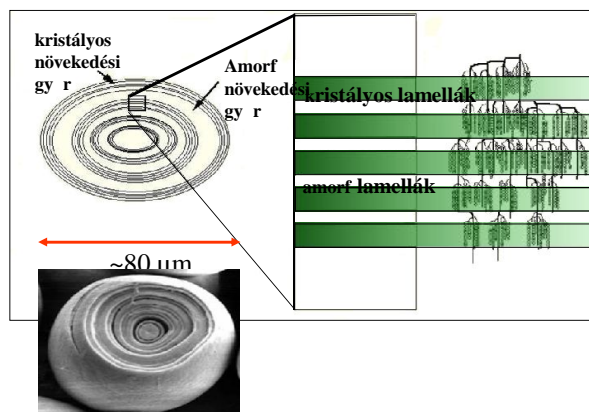 kristályos
növekedési
gy r
Amorf
növekedési
gy r
kristályos lamellák
amorf lamellák
~80 µm